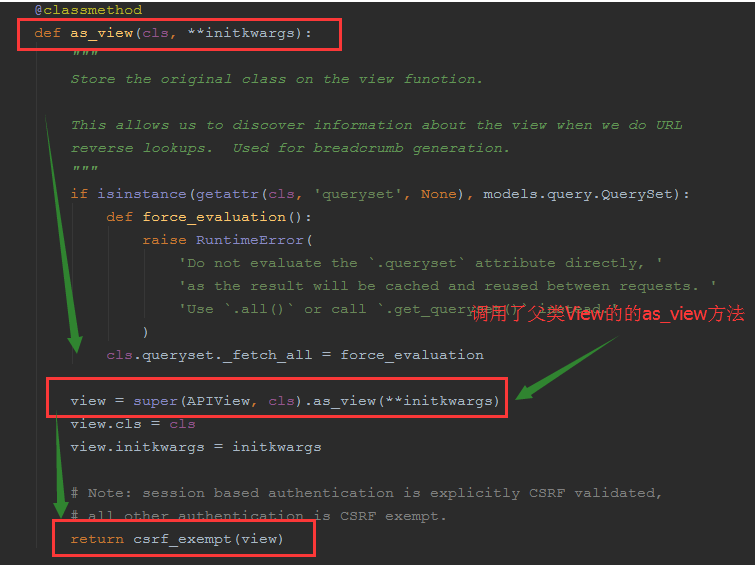 @classmethod
def as_view(cls, **initkwargs):
"""
Store the original class on the view function.
This allows us to discover information about the view when we do URL
reverse lookups.  Used for breadcrumb generation.
"""
if isinstance(getattr(cls, 'queryset', None), models.query.QuerySet):
def force_evaluation():
raise RuntimeError(
'Do not evaluate the `.queryset` attribute directly, '
'as the result will be cached and reused between requests. '
'Use `.all()` or call `.get_queryset()` instead.'
调用了父类View的的as_view方法
)
cls.queryset._fetch_all = force_evaluation
view = super(APIView, cls).as_view(**initkwargs)
view.cls = cls
view.initkwargs = initkwargs
# Note: session based authentication is explicitly CSRF validated,
# all other authentication is CSRF exempt.
return csrf_exempt(view)